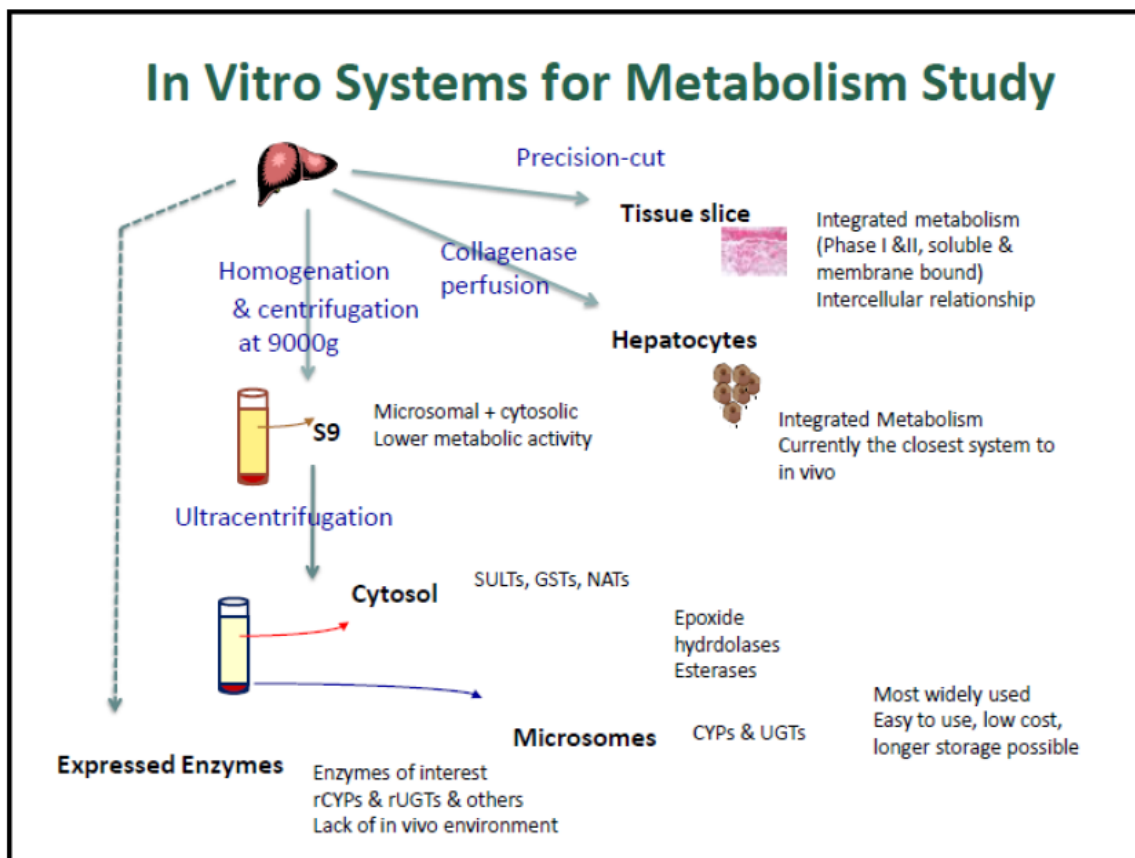 In Vitro Systems for Metabolism Study
Precision-cut
Tissue slice
Integrated metabolism
(Phase I &II, soluble &
membrane bound)
Intercellular relationship
Collagenase
perfusion
Hepatocytes
Integrated Metabolism
Currently the closest system to
in vivo
Homogenation
& centrifugation
at 9000g
S9
Microsomal + cytosolic
Lower metabolic activity
Ultracentrifugation
Cytosol
SULTs, GSTs, NATs
Epoxide
hydrdolases
Esterases
Microsomes
CYPs & UGTs
Most widely used
Easy to use, low cost,
longer storage possible
Expressed Enzymes
Enzymes of interest
rCYPs & rUGTs & others
Lack of in vivo environment